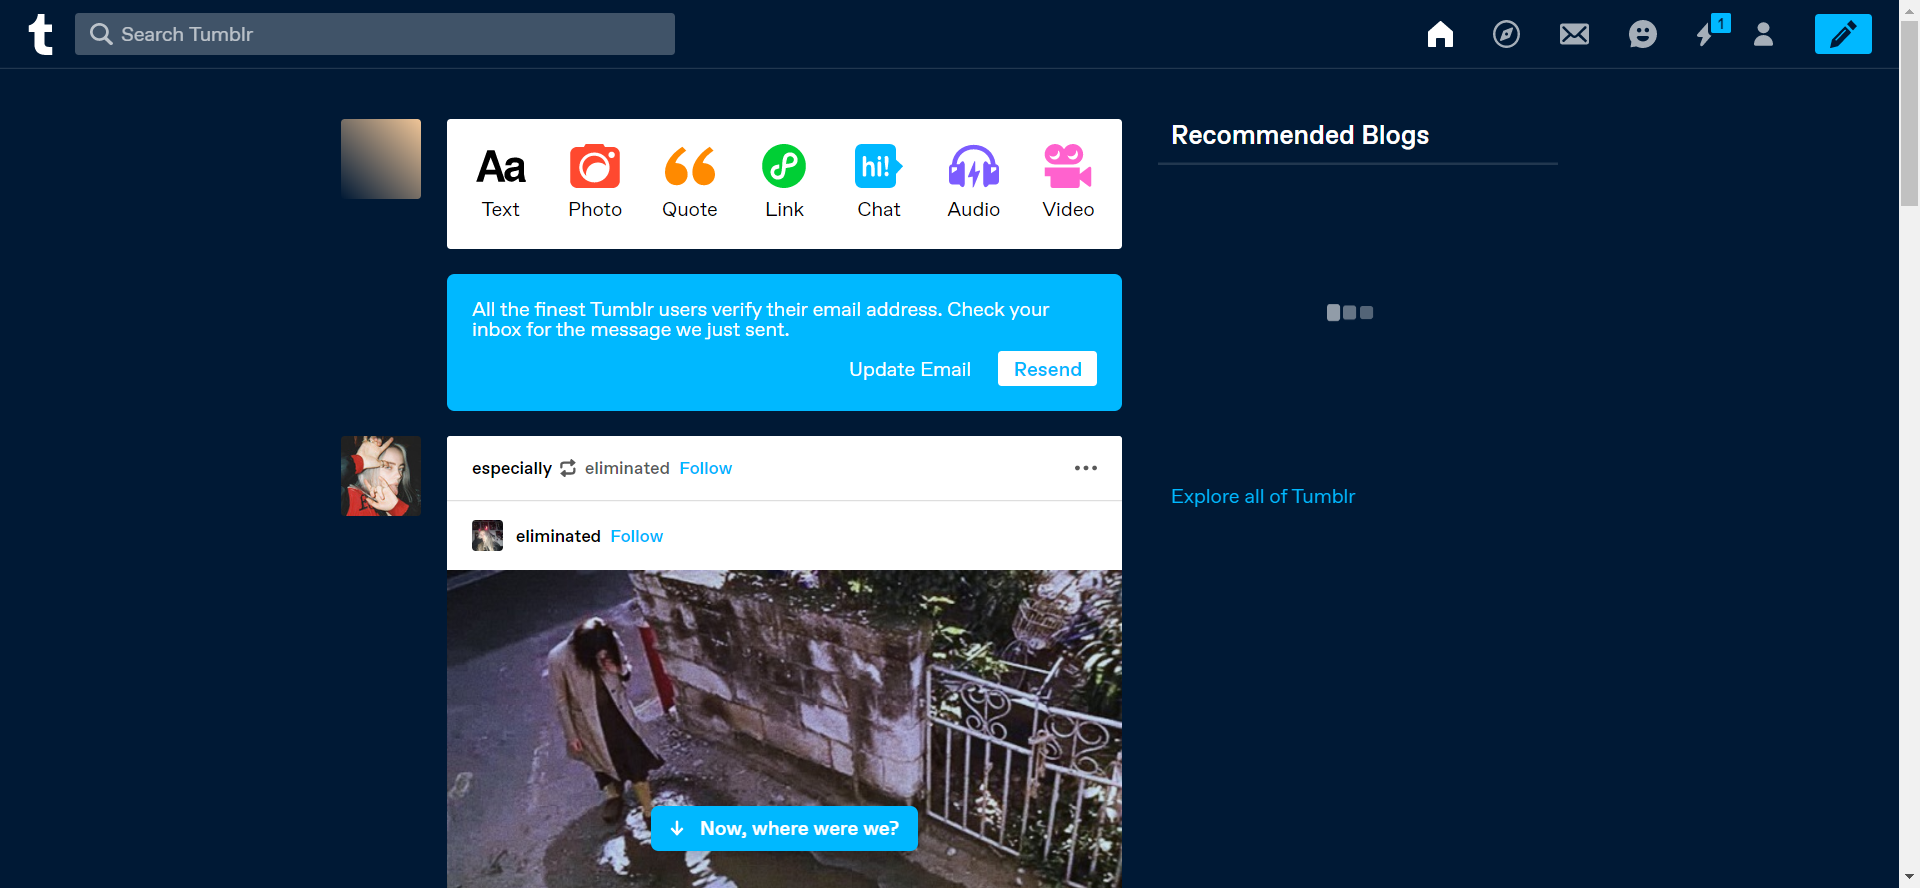 t
Search Tumblr
1
Aa
hi!
Text
Photo
Quote
Link
Chat
Audio
Video
Recommended Blogs
All the finest Tumblr users verify their email address. Check your
inbox for the message we just sent.
Update Email
Resend
especially eliminated Follow
eliminated Follow
Explore all of Tumblr
Now, where were we?